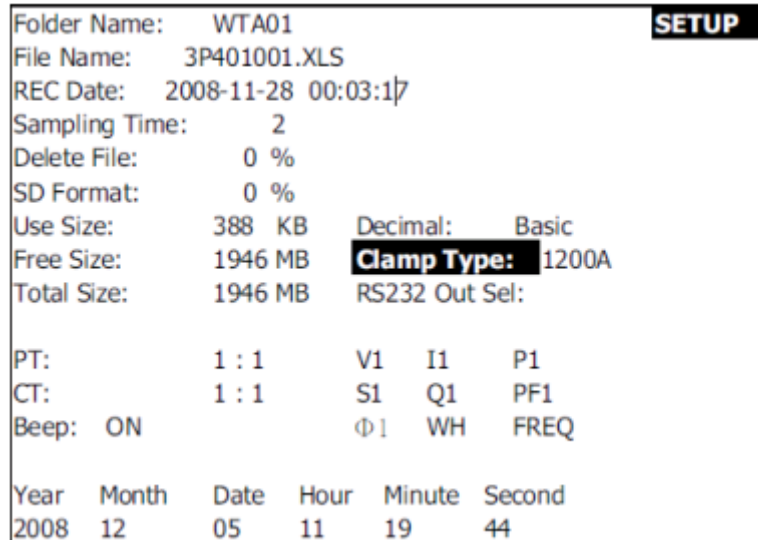 Folder Name: WTA01 SETUP
File Name: 3P401001.XLS
REC Date: 2008-11-28 00:03:17
Sampling Time: 2
Delete File: 0 %
SD Format: 0 %
Use Size: 388 KB Decimal: Basic
Free Size: 1946 MB Clamp Type: 1200A
Total Size: 1946 MB RS232 Out Sel:
PT: 1 : 1 V1 I1 P1
CT: 1 : 1 S1 Q1 PF1
Beep: ON Φ1 WH FREQ
Year Month Date Hour Minute Second
2008 12 05 11 19 44